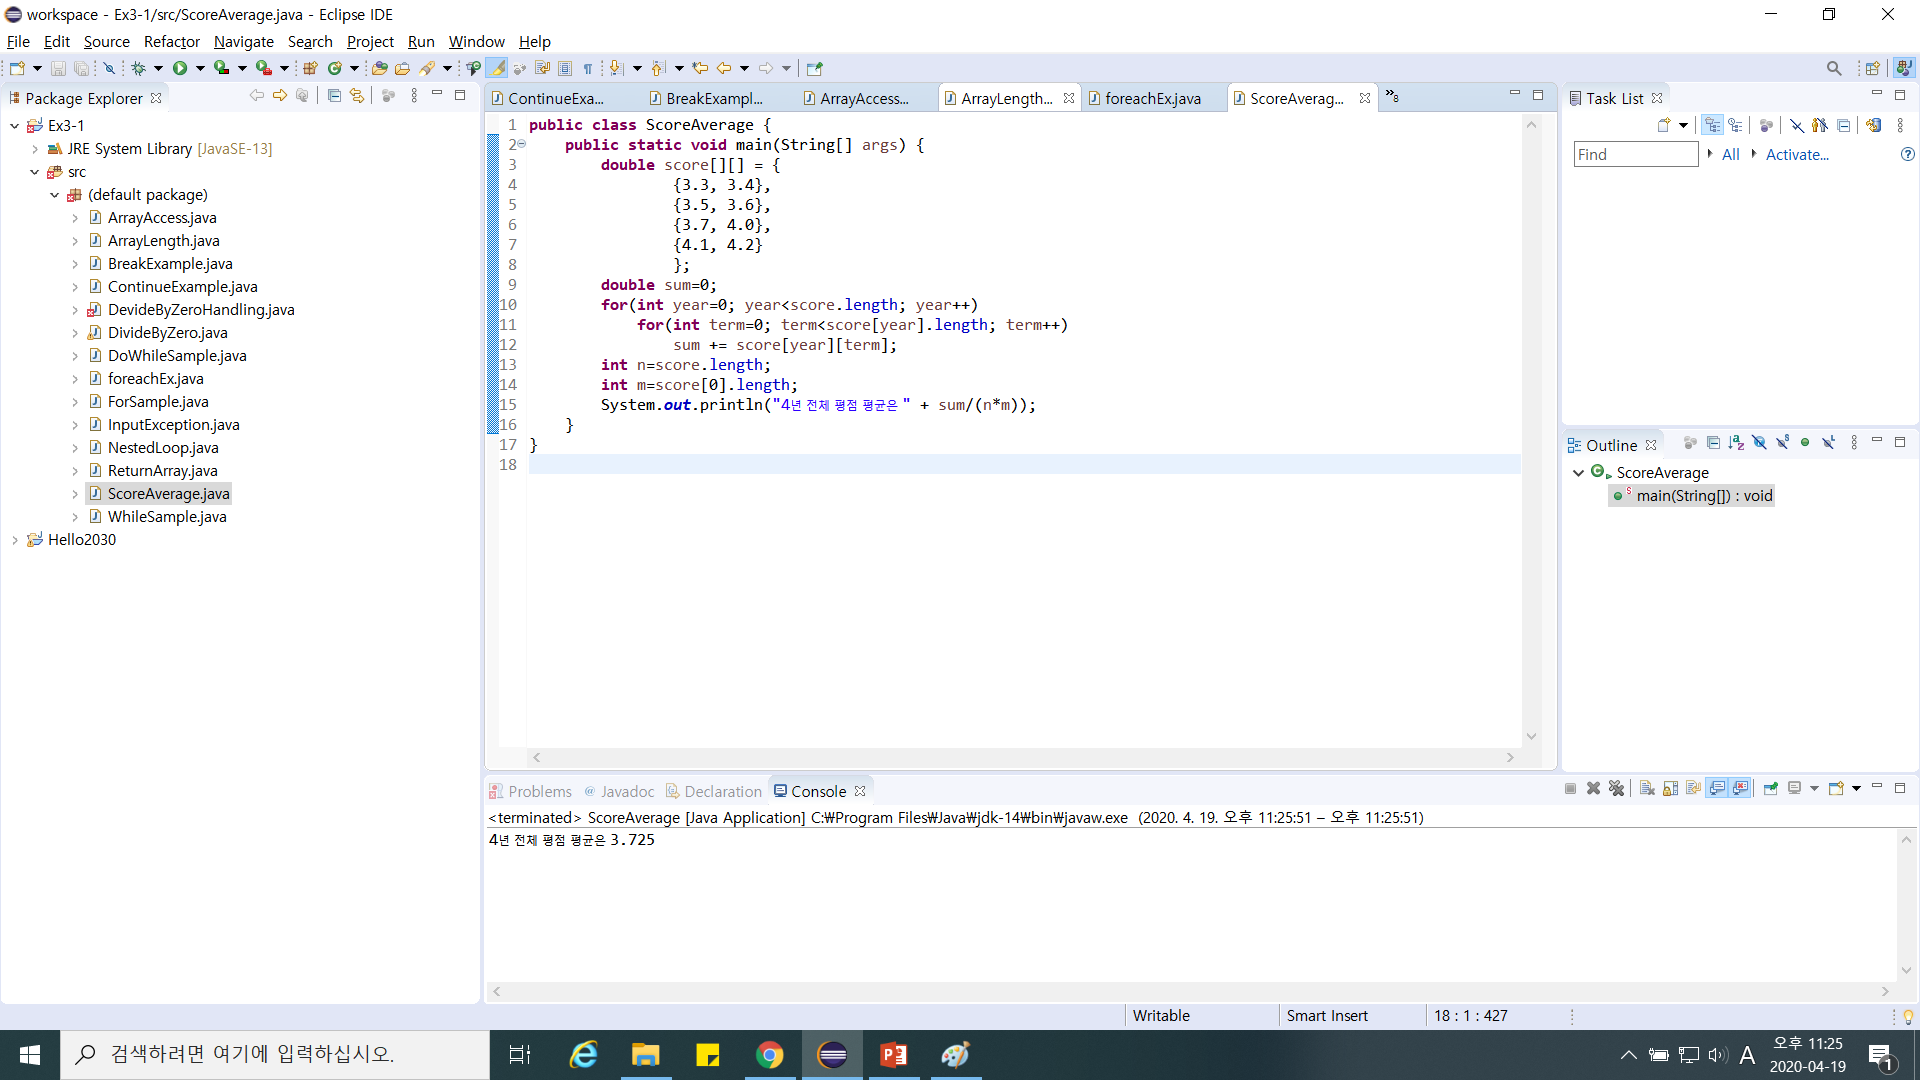 workspace - Ex3-1/src/ScoreAverage.java - Eclipse IDE
File Edit Source Refactor Navigate Search Project Run Window Help
Package Explorer
Ex3-1
JRE System Library [JavaSE-13]
src
(default package)
ArrayAccess.java
ArrayLength.java
BreakExample.java
ContinueExample.java
DevideByZeroHandling.java
DivideByZero.java
DoWhileSample.java
foreachEx.java
ForSample.java
InputException.java
NestedLoop.java
ReturnArray.java
ScoreAverage.java
WhileSample.java
Hello2030
ContinueExa... BreakExampl... ArrayAccess... ArrayLength... foreachEx.java ScoreAverag... »8
1 public class ScoreAverage {
2 public static void main(String[] args) {
3 double score[][] = {
4 {3.3, 3.4},
5 {3.5, 3.6},
6 {3.7, 4.0},
7 {4.1, 4.2}
8 };
9 double sum=0;
10 for(int year=0; year<score.length; year++)
11 for(int term=0; term<score[year].length; term++)
12 sum += score[year][term];
13 int n=score.length;
14 int m=score[0].length;
15 System.out.println("4년 전체 평점 평균은 " + sum/(n*m));
16 }
17 }
18
Task List
Find All Activate...
Outline
ScoreAverage
main(String[]) : void
Problems @ Javadoc Declaration Console
<terminated> ScoreAverage [Java Application] C:₩Program Files₩Java₩jdk-14₩bin₩javaw.exe (2020. 4. 19. 오후 11:25:51 – 오후 11:25:51)
4년 전체 평점 평균은 3.725
Writable Smart Insert 18 : 1 : 427
검색하려면 여기에 입력하십시오.
A
오후 11:25
2020-04-19
1